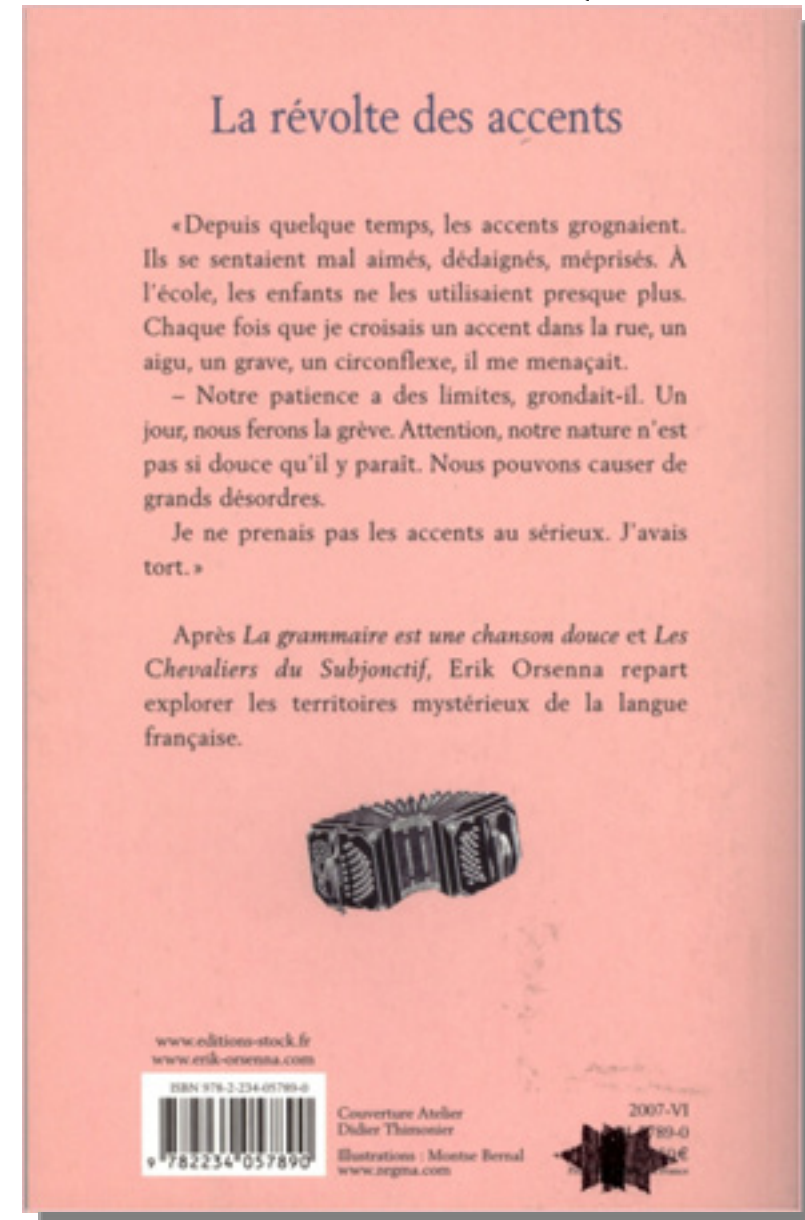 La révolte des accents
«Depuis quelque temps, les accents grognaient.
Ils se sentaient mal aimés, dédaignés, méprisés. À
l'école, les enfants ne les utilisaient presque plus.
Chaque fois que je croisais un accent dans la rue, un
aigu, un grave, un circonflexe, il me menaçait.
– Notre patience a des limites, grondait-il. Un
jour, nous ferons la grève. Attention, notre nature n'est
pas si douce qu'il y paraît. Nous pouvons causer de
grands désordres.
Je ne prenais pas les accents au sérieux. J'avais
tort.»
Après La grammaire est une chanson douce et Les
Chevaliers du Subjonctif, Erik Orsenna repart
explorer les territoires mystérieux de la langue
française.
www.editions-stock.fr
www.erik-orsenna.com
ISBN 978-2-234-05789-0
9 782234 057890
Couverture Atelier
Didier Thimonier
Illustrations : Montse Bernal
www.zegma.com
2007-VI
789-0
€
France